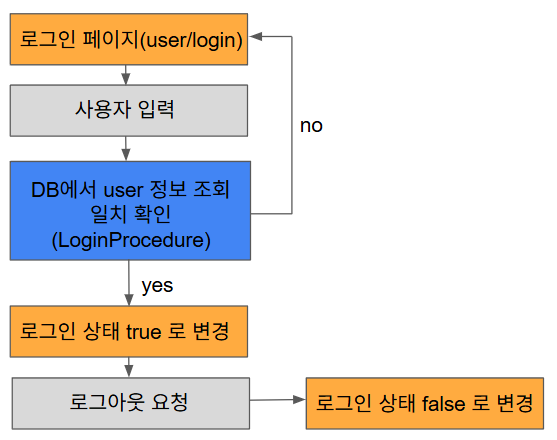 로그인 페이지(user/login)
사용자 입력
no
DB에서 user 정보 조회
일치 확인
(LoginProcedure)
yes
로그인 상태 true 로 변경
로그아웃 요청
로그인 상태 false 로 변경